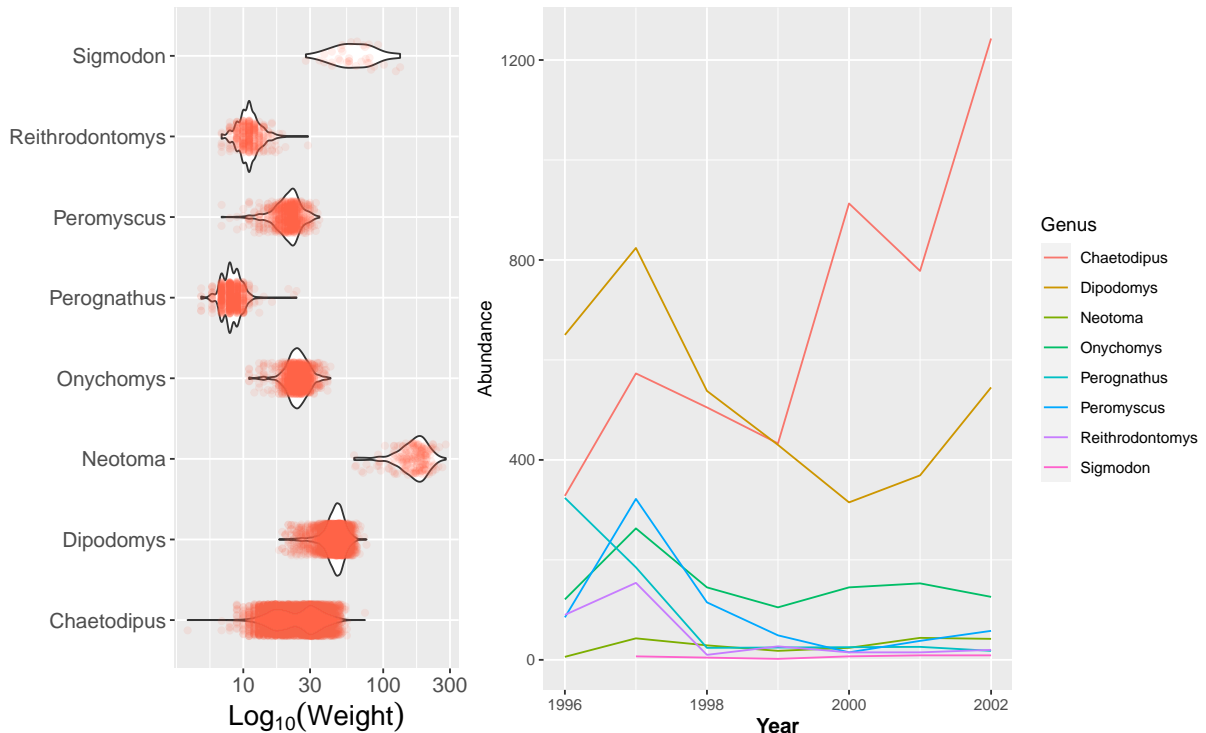 Sigmodon
Reithrodontomys
Peromyscus
Perognathus
Onychomys
Neotoma
Dipodomys
Chaetodipus
10 30 100 300
Log₁₀(Weight)
Abundance
1200
800
400
0
1996 1998 2000 2002
Year
Genus
Chaetodipus
Dipodomys
Neotoma
Onychomys
Perognathus
Peromyscus
Reithrodontomys
Sigmodon